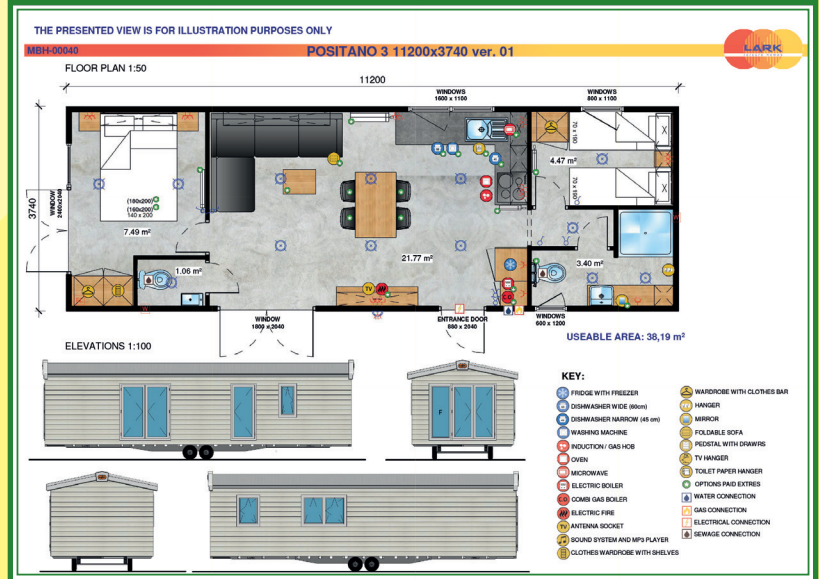 THE PRESENTED VIEW IS FOR ILLUSTRATION PURPOSES ONLY
MBH-00040
POSITANO 3 11200x3740 ver. 01
LARK
FLOOR PLAN 1:50
11200
WINDOWS
1600 x 1100
WINDOWS
600 x 1100
3740
WINDOW
2400x2040
(180x200)
(160x200)
140 x 200
7.49 m²
1.06 m²
21.77 m²
70 x 190
4.47 m²
70 x 190
3.40 m²
TV
C.O.
WINDOW
1800 x 2040
ENTRANCE DOOR
880 x 2040
WINDOWS
600 x 1200
USEABLE AREA: 38,19 m²
ELEVATIONS 1:100
F
KEY:
FRIDGE WITH FREEZER
DISHWASHER WIDE (60cm)
DISHWASHER NARROW (45 cm)
WASHING MACHINE
INDUCTION / GAS HOB
OVEN
MICROWAVE
ELECTRIC BOILER
C.O. COMBI GAS BOILER
ELECTRIC FIRE
TV ANTENNA SOCKET
SOUND SYSTEM AND MP3 PLAYER
CLOTHES WARDROBE WITH SHELVES
WARDROBE WITH CLOTHES BAR
HANGER
MIRROR
FOLDABLE SOFA
PEDSTAL WITH DRAWRS
TV HANGER
TOILET PAPER HANGER
OPTIONS PAID EXTRES
WATER CONNECTION
GAS CONNECTION
ELECTRICAL CONNECTION
SEWAGE CONNECTION